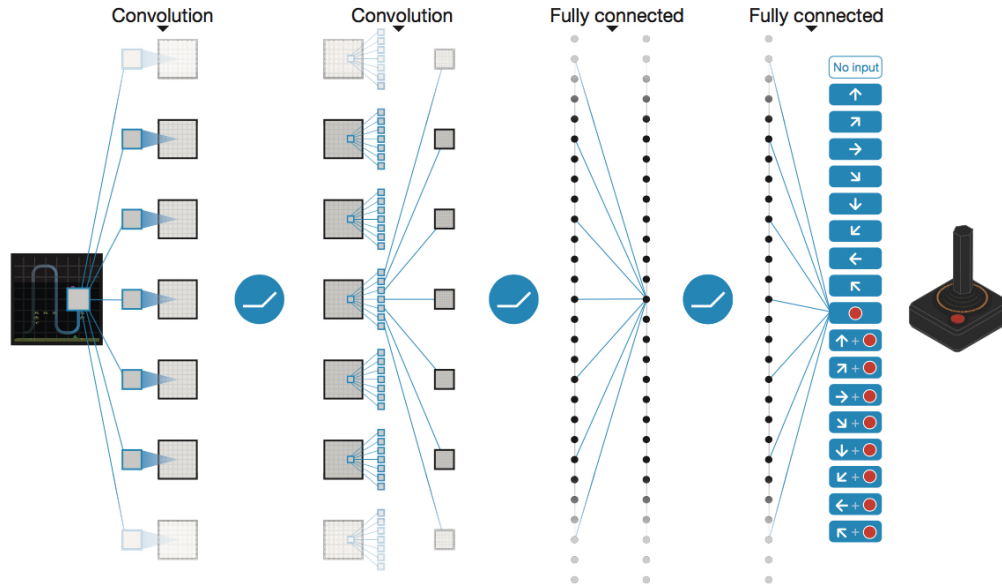 Convolution
Convolution
Fully connected
Fully connected
No input
+
+
+
+
+
+
+
+